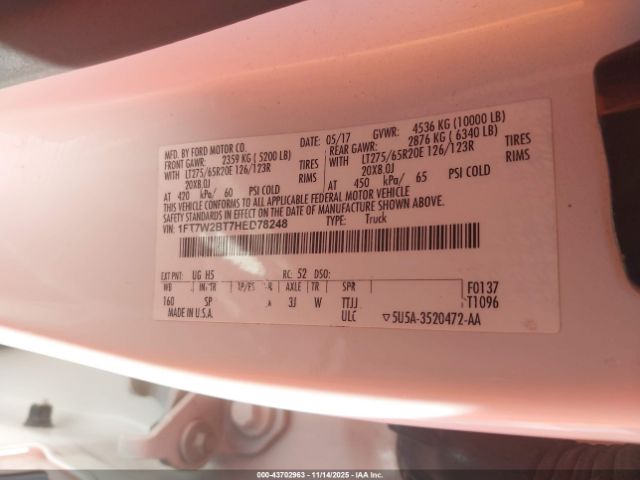 MFD. BY FORD MOTOR CO. DATE: 05/17 GVWR: 4536 KG (10000 LB)
FRONT GAWR: 2359 KG ( 5200 LB) REAR GAWR: 2876 KG ( 6340 LB)
WITH LT275/65R20E 126/123R TIRES WITH LT275/65R20E 126/123R TIRES
20X8.0J RIMS 20X8.0J RIMS
AT 420 kPa/ 60 PSI COLD AT 450 kPa/ 65 PSI COLD
THIS VEHICLE CONFORMS TO ALL APPLICABLE FEDERAL MOTOR VEHICLE
SAFETY STANDARDS IN EFFECT ON THE DATE OF MANUFACTURE SHOWN ABOVE.
VIN: 1FT7W2BT7HED78248 TYPE: Truck
EXT PNT: UG H5 RC: 52 DSO: F0137
WB TR AXLE TR SPR T1096
160 SP 3J W TTJJ
MADE IN U.S.A. ULC ▽5U5A-3520472-AA
000-43702963 11/14/2025 IAAHOLDINGS, INC